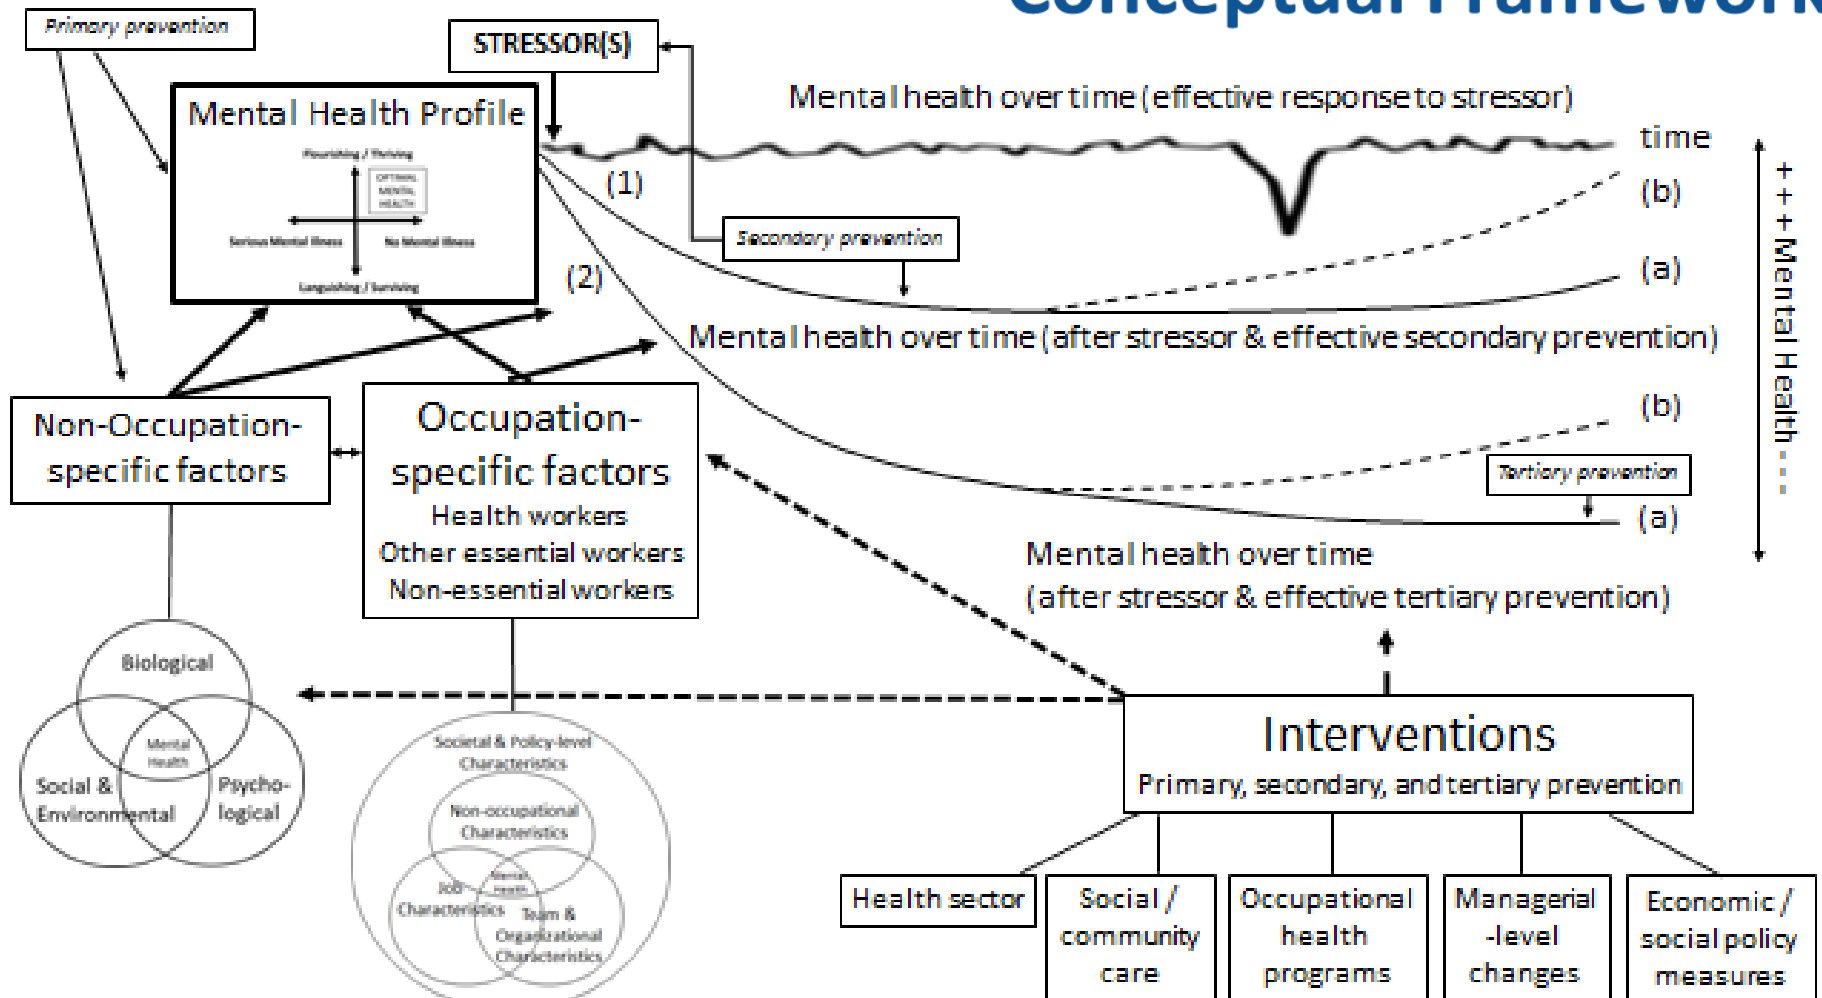 Conceptual Framework
Primary prevention
STRESSOR(S)
Mental Health Profile
Flourishing / Thriving
OPTIMAL
MENTAL
HEALTH
Serious Mental Illness
No Mental Illness
Languishing / Surviving
Mental health over time (effective response to stressor)
time
(1)
(b)
Secondary prevention
(2)
(a)
Mental health over time (after stressor & effective secondary prevention)
+ + + Mental Health - - -
(b)
Tertiary prevention
(a)
Mental health over time
(after stressor & effective tertiary prevention)
Non-Occupation-
specific factors
Occupation-
specific factors
Health workers
Other essential workers
Non-essential workers
Biological
Mental
Health
Social &
Environmental
Psycho-
logical
Societal & Policy-level
Characteristics
Non-occupational
Characteristics
Mental
Health
Job
Characteristics
Team &
Organizational
Characteristics
Interventions
Primary, secondary, and tertiary prevention
Health sector
Social /
community
care
Occupational
health
programs
Managerial
-level
changes
Economic /
social policy
measures